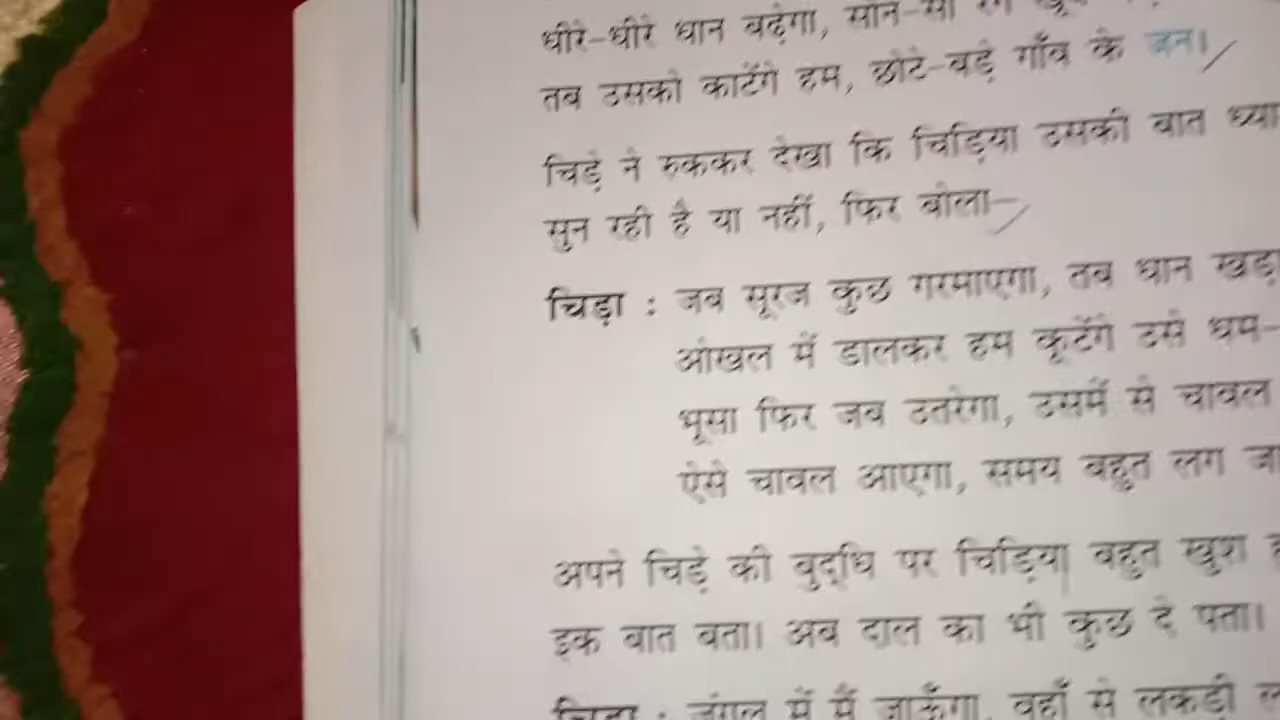 धीरे-धीरे धान बढ़ेगा, सोन-सा रंग
तब उसको काटेंगे हम, छोटे-बड़े गाँव के जन।
चिड़े ने रुककर देखा कि चिड़िया उसकी बात ध्या
सुन रही है या नहीं, फिर बोला–
चिड़ा : जब सूरज कुछ गरमाएगा, तब धान खड़ा
ओखल में डालकर हम कूटेंगे उसे धम-
भूसा फिर जब उतरेगा, उसमें से चावल
ऐसे चावल आएगा, समय बहुत लग जा
अपने चिड़े की बुद्धि पर चिड़िया बहुत खुश
इक बात बता। अब दाल का भी कुछ दे पता।
चिड़ा : जंगल में मैं जाऊँगा, वहाँ से लकड़ी